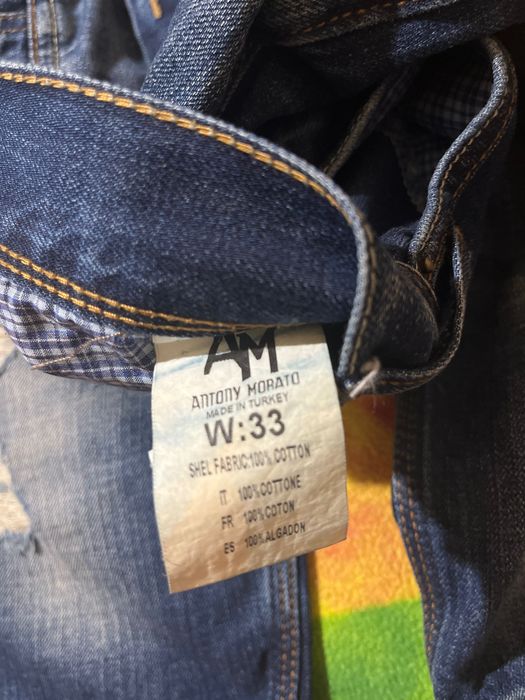 AM
ANTONY MORATO
MADE IN TURKEY
W:33
SHEL FABRIC:100% COTTON
IT 100%COTTONE
FR 100%COTON
ES 100%ALGADON